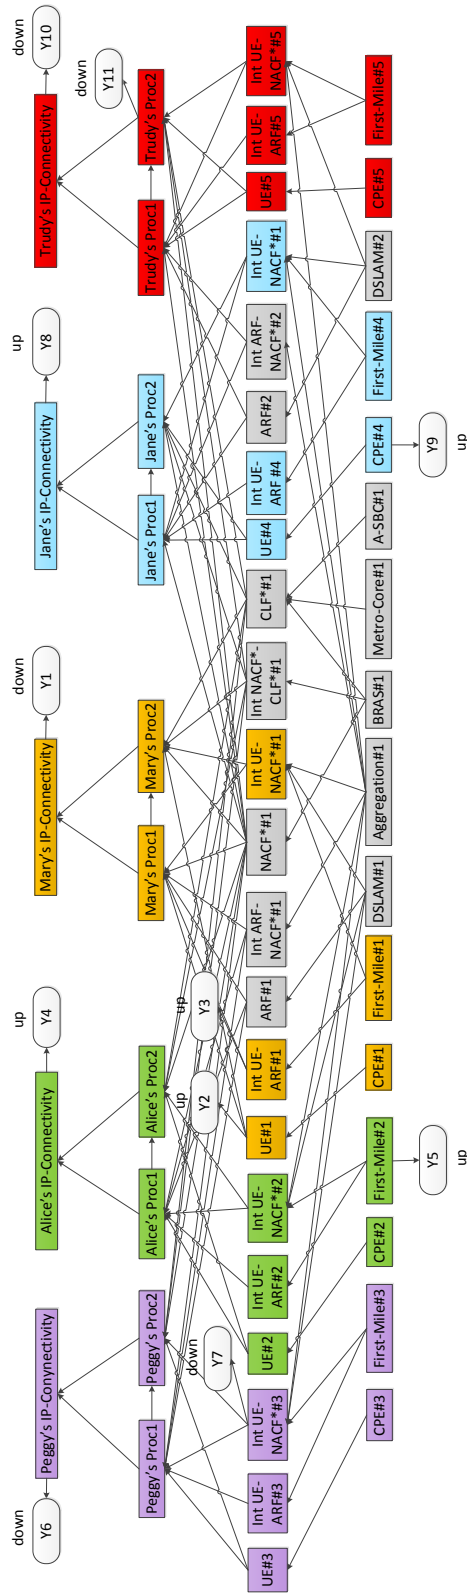 down
Y6
Peggy's IP-Conynectivity
Alice's IP-Connectivity
Y4
up
Mary's IP-Connectivity
Y1
down
Jane's IP-Connectivity
Y8
up
Trudy's IP-Connectivity
Y10
down
Peggy's Proc1
Peggy's Proc2
Alice's Proc1
Alice's Proc2
Mary's Proc1
Mary's Proc2
Jane's Proc1
Jane's Proc2
Trudy's Proc1
Trudy's Proc2
Y11
down
Y7
down
Y2
up
Y3
up
UE#3
Int UE-
ARF#3
Int UE-
NACF*#3
UE#2
Int UE-
ARF#2
Int UE-
NACF*#2
UE#1
Int UE-
ARF#1
ARF#1
Int ARF-
NACF*#1
NACF*#1
Int UE-
NACF*#1
Int NACF*-
CLF*#1
CLF*#1
UE#4
Int UE-
ARF #4
ARF#2
Int ARF-
NACF*#2
Int UE-
NACF*#1
UE#5
Int UE-
ARF#5
Int UE-
NACF*#5
CPE#3
First-Mile#3
CPE#2
First-Mile#2
CPE#1
First-Mile#1
DSLAM#1
Aggregation#1
BRAS#1
Metro-Core#1
A-SBC#1
CPE#4
First-Mile#4
DSLAM#2
CPE#5
First-Mile#5
Y5
up
Y9
up